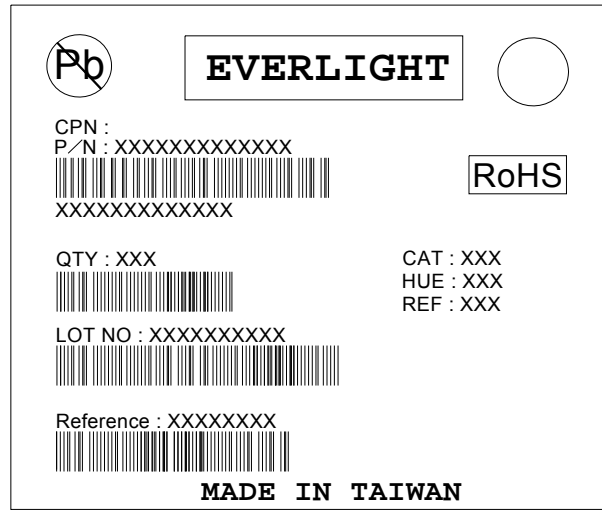 Pb
EVERLIGHT
CPN :
P/N : XXXXXXXXXXXXX
RoHS
XXXXXXXXXXXXX
QTY : XXX
CAT : XXX
HUE : XXX
REF : XXX
LOT NO : XXXXXXXXXX
Reference : XXXXXXXX
MADE IN TAIWAN